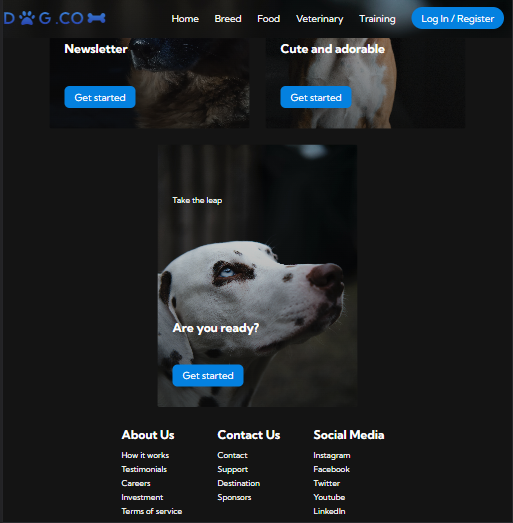 DOG.CO
Home Breed Food Veterinary Training Log In / Register
Newsletter
Cute and adorable
Get started
Get started
Take the leap
Are you ready?
Get started
About Us
How it works
Testimonials
Careers
Investment
Terms of service
Contact Us
Contact
Support
Destination
Sponsors
Social Media
Instagram
Facebook
Twitter
Youtube
LinkedIn